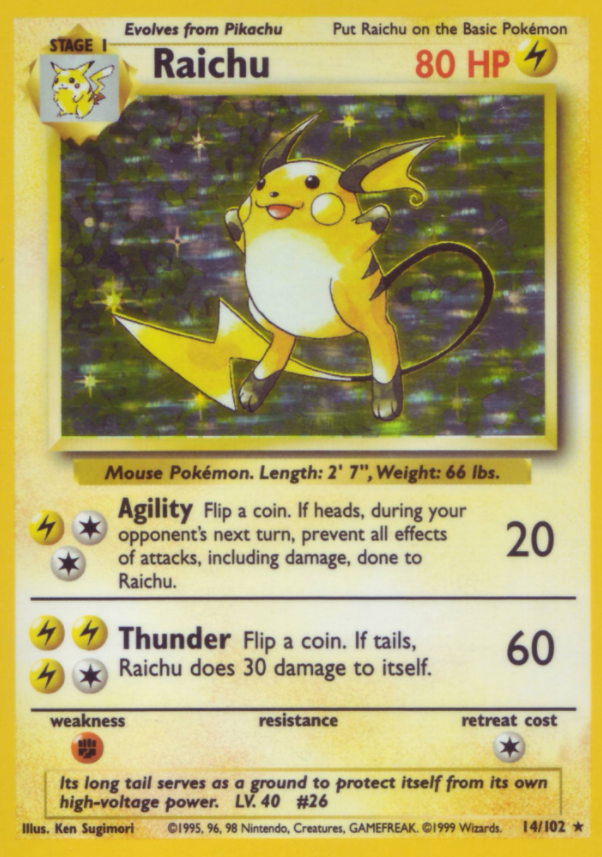 Evolves from Pikachu
Put Raichu on the Basic Pokémon
STAGE 1
Raichu
80 HP
Mouse Pokémon. Length: 2' 7", Weight: 66 lbs.
Agility Flip a coin. If heads, during your
opponent's next turn, prevent all effects
of attacks, including damage, done to
Raichu.
20
Thunder Flip a coin. If tails,
Raichu does 30 damage to itself.
60
weakness
resistance
retreat cost
Its long tail serves as a ground to protect itself from its own
high-voltage power. LV. 40 #26
Illus. Ken Sugimori
©1995, 96, 98 Nintendo, Creatures, GAMEFREAK. ©1999 Wizards.
14/102 ★